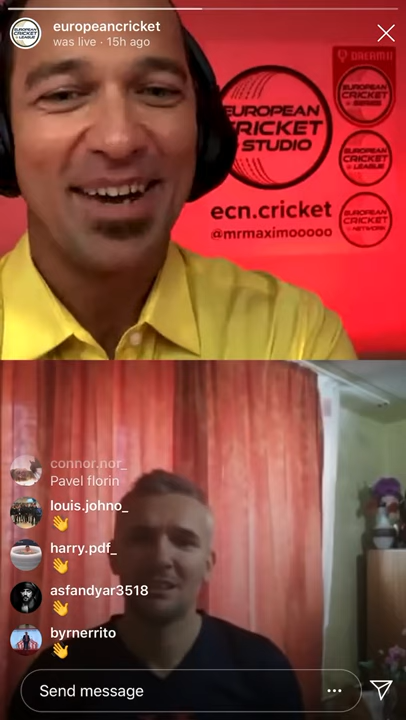 europeancricket
was live · 15h ago
DREAM11
EUROPEAN
CRICKET
STUDIO
EUROPEAN
CRICKET
EUROPEAN
CRICKET
LEAGUE
EUROPEAN
CRICKET
NETWORK
ecn.cricket
@mrmaximooooo
connor.nor_
Pavel florin
louis.johno_
👋
harry.pdf_
👋
asfandyar3518
👋
byrnerrito
👋
Send message